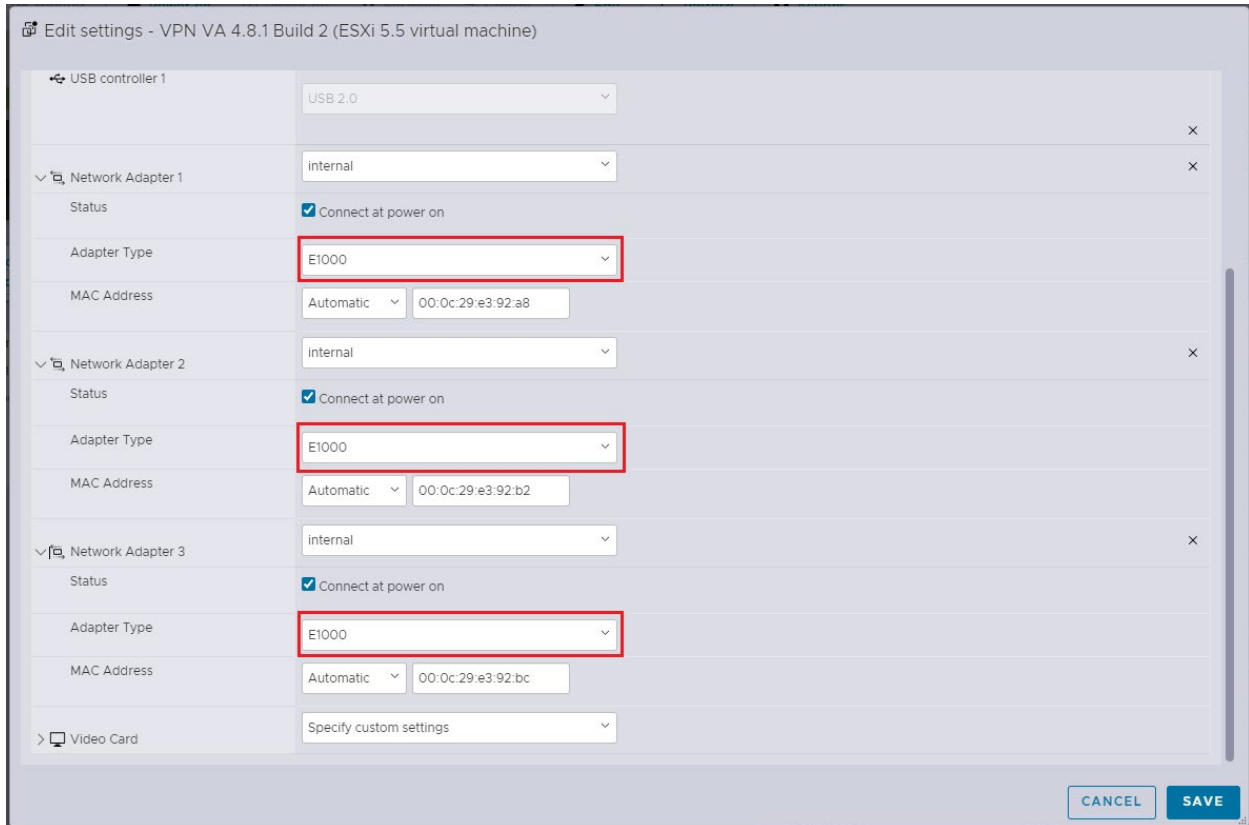 Edit settings - VPN VA 4.8.1 Build 2 (ESXi 5.5 virtual machine)
USB controller 1
USB 2.0
Network Adapter 1
internal
Status
Connect at power on
Adapter Type
E1000
MAC Address
Automatic 00:0c:29:e3:92:a8
Network Adapter 2
internal
Status
Connect at power on
Adapter Type
E1000
MAC Address
Automatic 00:0c:29:e3:92:b2
Network Adapter 3
internal
Status
Connect at power on
Adapter Type
E1000
MAC Address
Automatic 00:0c:29:e3:92:bc
Video Card
Specify custom settings
CANCEL SAVE